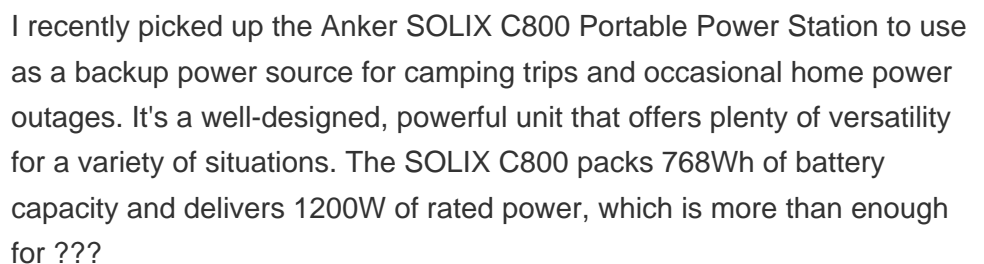 I recently picked up the Anker SOLIX C800 Portable Power Station to use
as a backup power source for camping trips and occasional home power
outages. It's a well-designed, powerful unit that offers plenty of versatility
for a variety of situations. The SOLIX C800 packs 768Wh of battery
capacity and delivers 1200W of rated power, which is more than enough
for ???